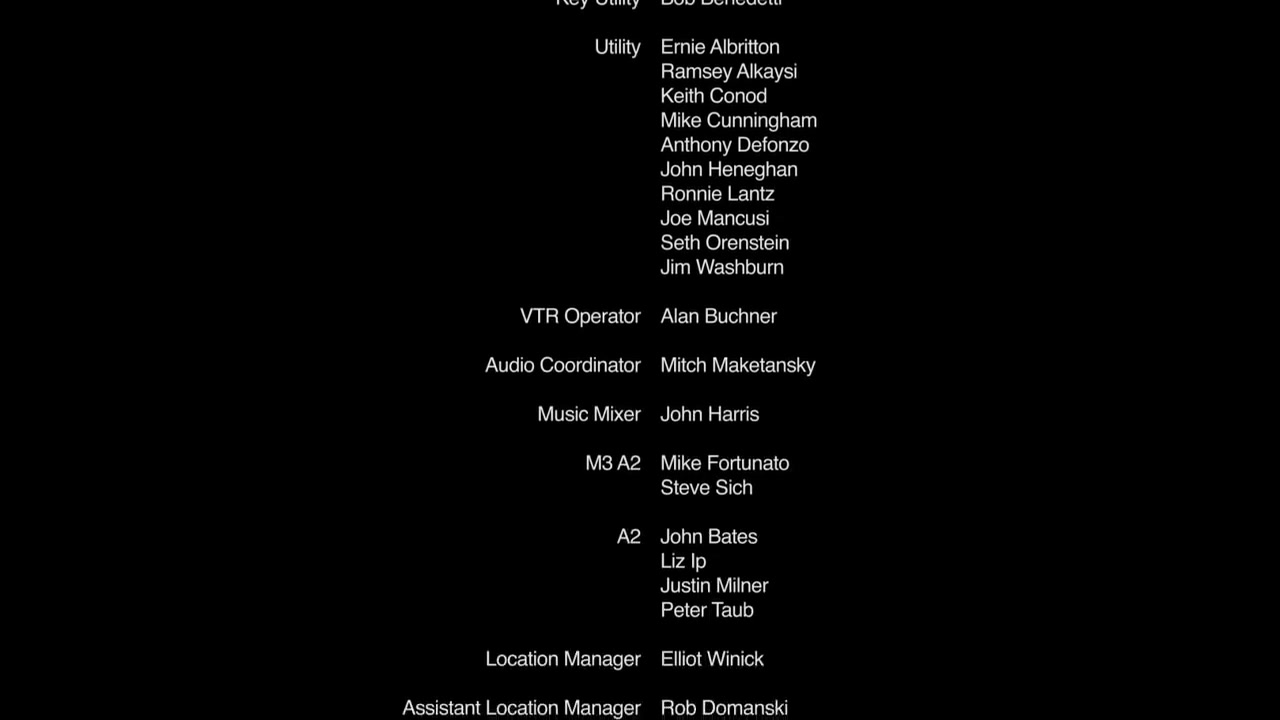 Key Utility Bob Benedetti
Utility Ernie Albritton
Ramsey Alkaysi
Keith Conod
Mike Cunningham
Anthony Defonzo
John Heneghan
Ronnie Lantz
Joe Mancusi
Seth Orenstein
Jim Washburn
VTR Operator Alan Buchner
Audio Coordinator Mitch Maketansky
Music Mixer John Harris
M3 A2 Mike Fortunato
Steve Sich
A2 John Bates
Liz Ip
Justin Milner
Peter Taub
Location Manager Elliot Winick
Assistant Location Manager Rob Domanski